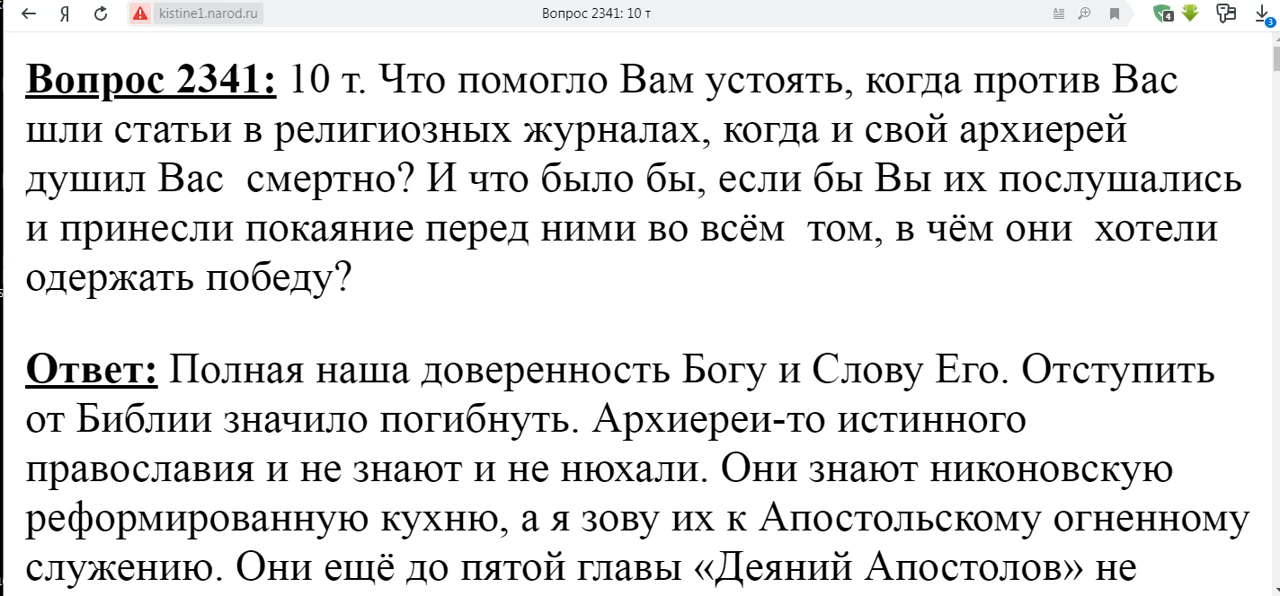 kistine1.narod.ru
Вопрос 2341: 10 т
4
3
Вопрос 2341: 10 т. Что помогло Вам устоять, когда против Вас
шли статьи в религиозных журналах, когда и свой архиерей
душил Вас  смертно? И что было бы, если бы Вы их послушались
и принесли покаяние перед ними во всём  том, в чём они  хотели
одержать победу?
Ответ: Полная наша доверенность Богу и Слову Его. Отступить
от Библии значило погибнуть. Архиереи-то истинного
православия и не знают и не нюхали. Они знают никоновскую
реформированную кухню, а я зову их к Апостольскому огненному
служению. Они ещё до пятой главы «Деяний Апостолов» не